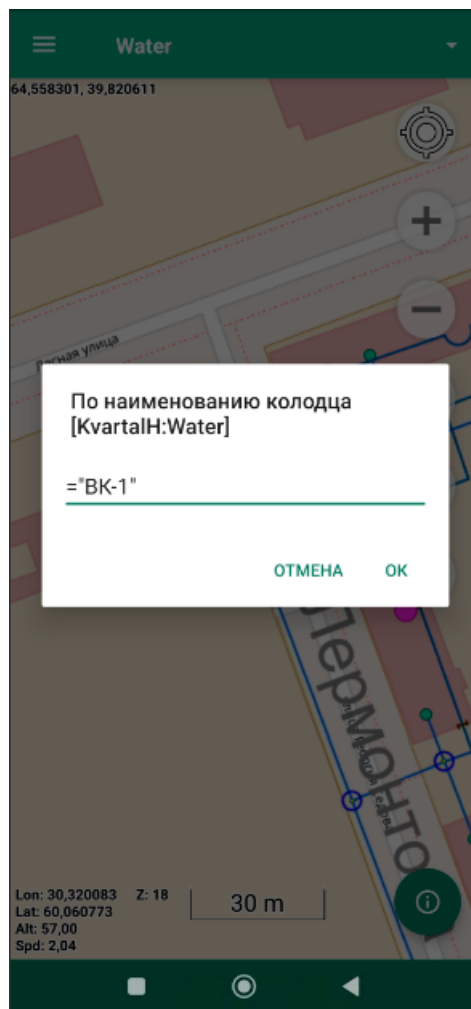 Water
64,558301, 39,820611
Лесная улица
По наименованию колодца
[KvartalH:Water]
="ВК-1"
ОТМЕНА ОК
Лермонто
Lon: 30,320083 Z: 18
Lat: 60,060773
Alt: 57,00
Spd: 2,04
30 m